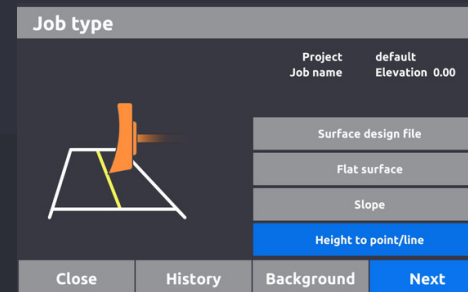 Job type
Project default
Job name Elevation 0.00
Surface design file
Flat surface
Slope
Height to point/line
Close History Background Next